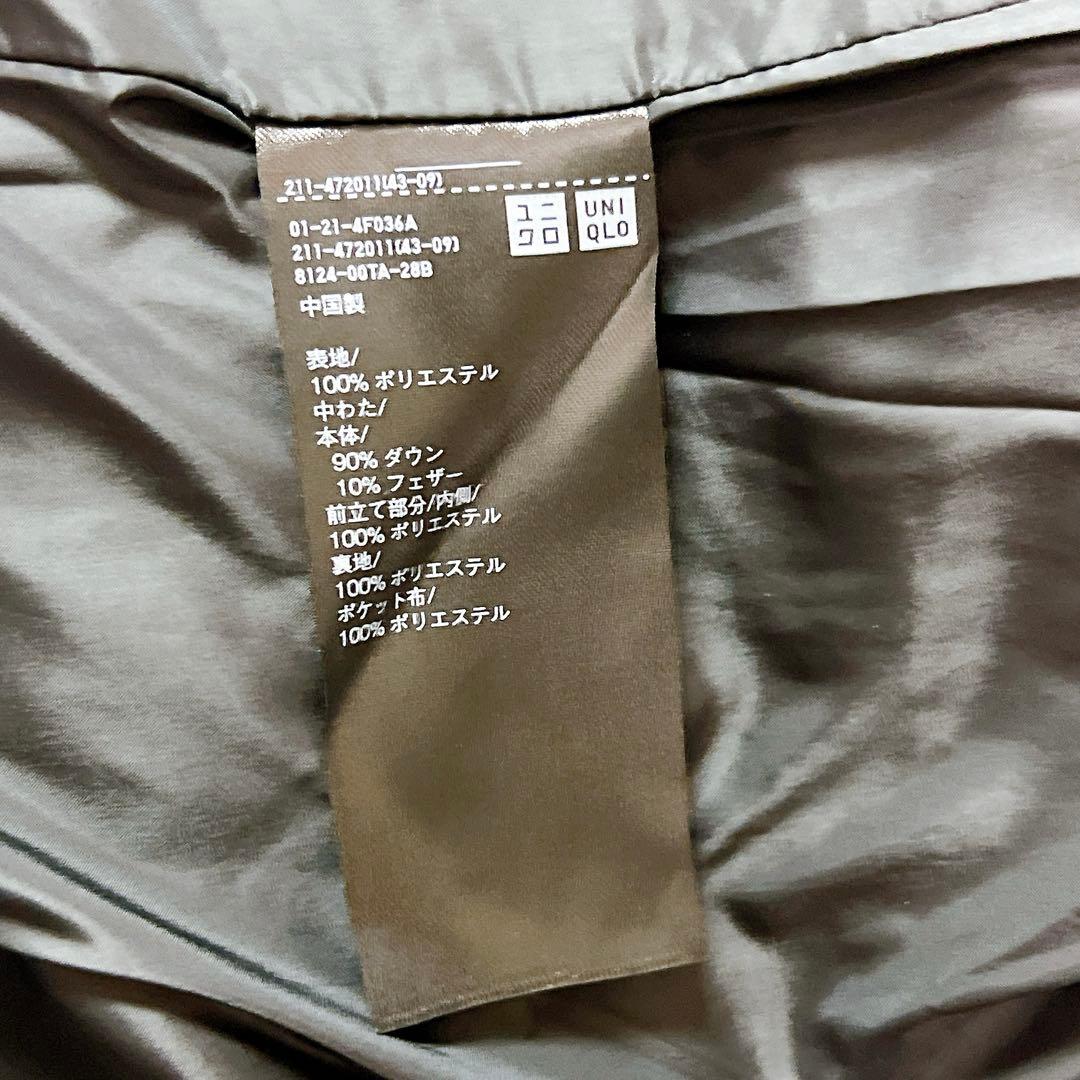 211-472011(43-09)
ユニ
クロ
UNI
QLO
01-21-4F036A
211-472011(43-09)
8124-00TA-28B
中国製
表地/
100% ポリエステル
中わた/
本体/
90% ダウン
10% フェザー
前立て部分/内側/
100% ポリエステル
裏地/
100% ポリエステル
ポケット布/
100% ポリエステル